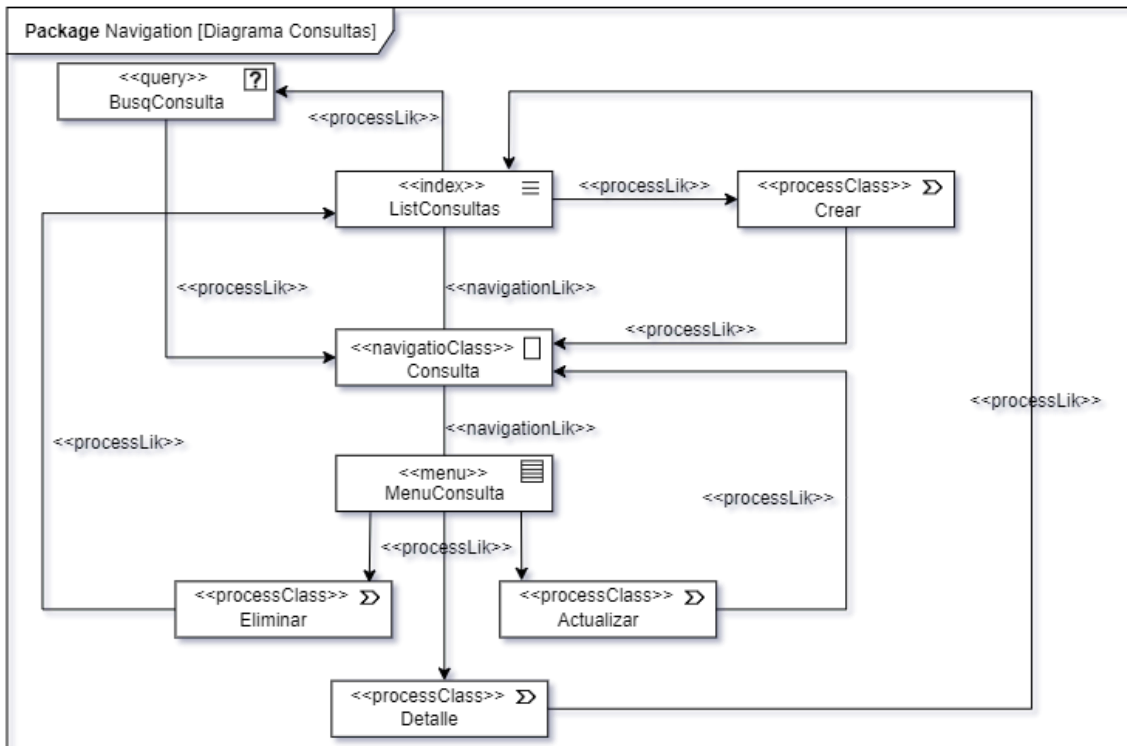 Package Navigation [Diagrama Consultas]
<<query>>
BusqConsulta
?
<<processLik>>
<<index>>
ListConsultas
<<processLik>>
<<processClass>>
Crear
<<processLik>>
<<navigationLik>>
<<processLik>>
<<navigatioClass>>
Consulta
<<processLik>>
<<processLik>>
<<navigationLik>>
<<menu>>
MenuConsulta
<<processLik>>
<<processLik>>
<<processClass>>
Eliminar
<<processClass>>
Actualizar
<<processClass>>
Detalle